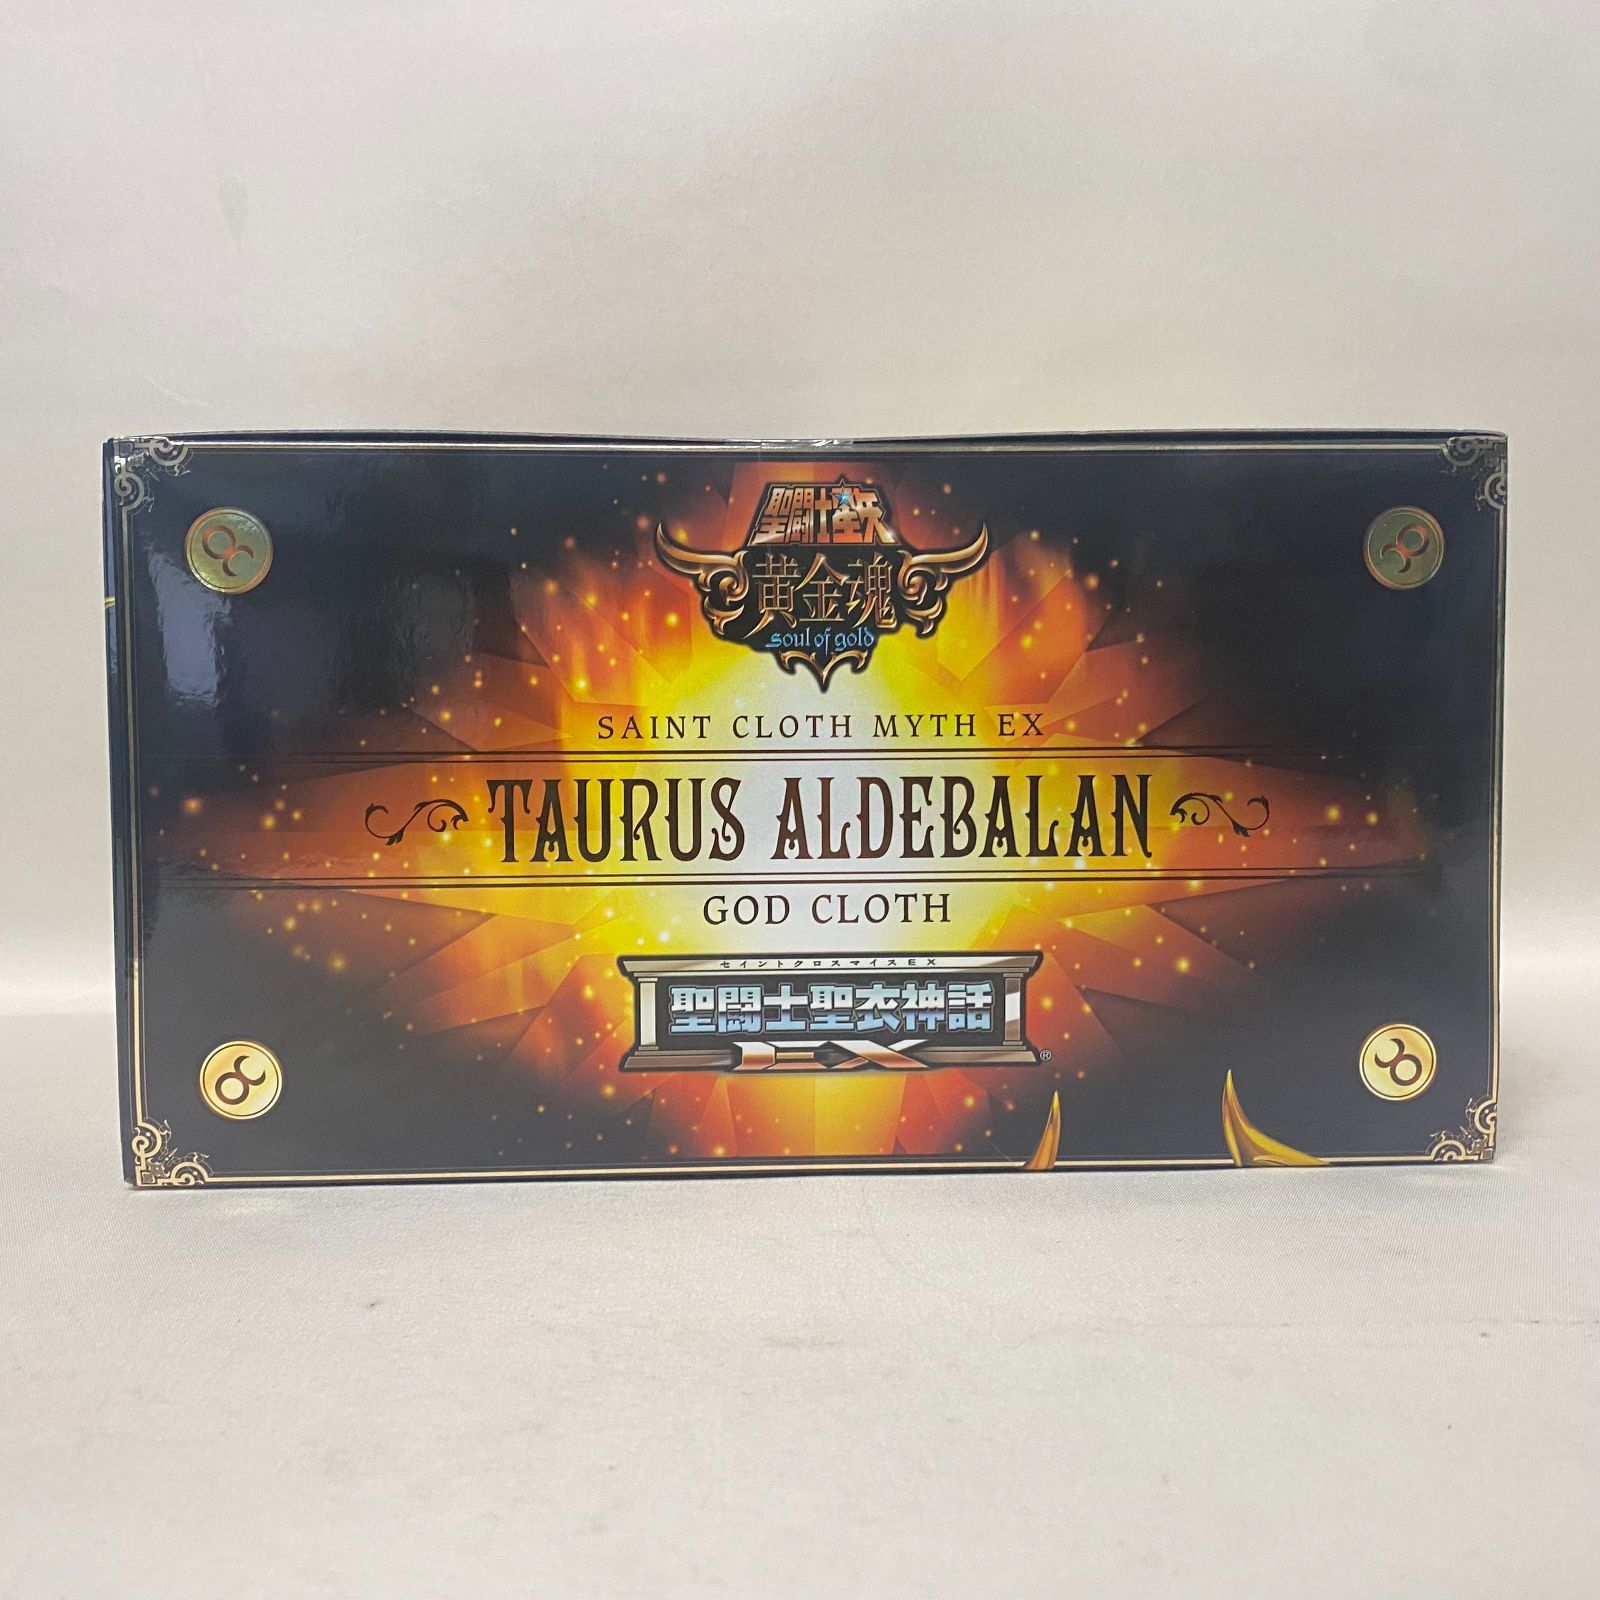 聖闘士星矢
黄金魂
soul of gold
SAINT CLOTH MYTH EX
TAURUS ALDEBALAN
GOD CLOTH
セイントクロスマイスEX
聖闘士聖衣神話
EX®